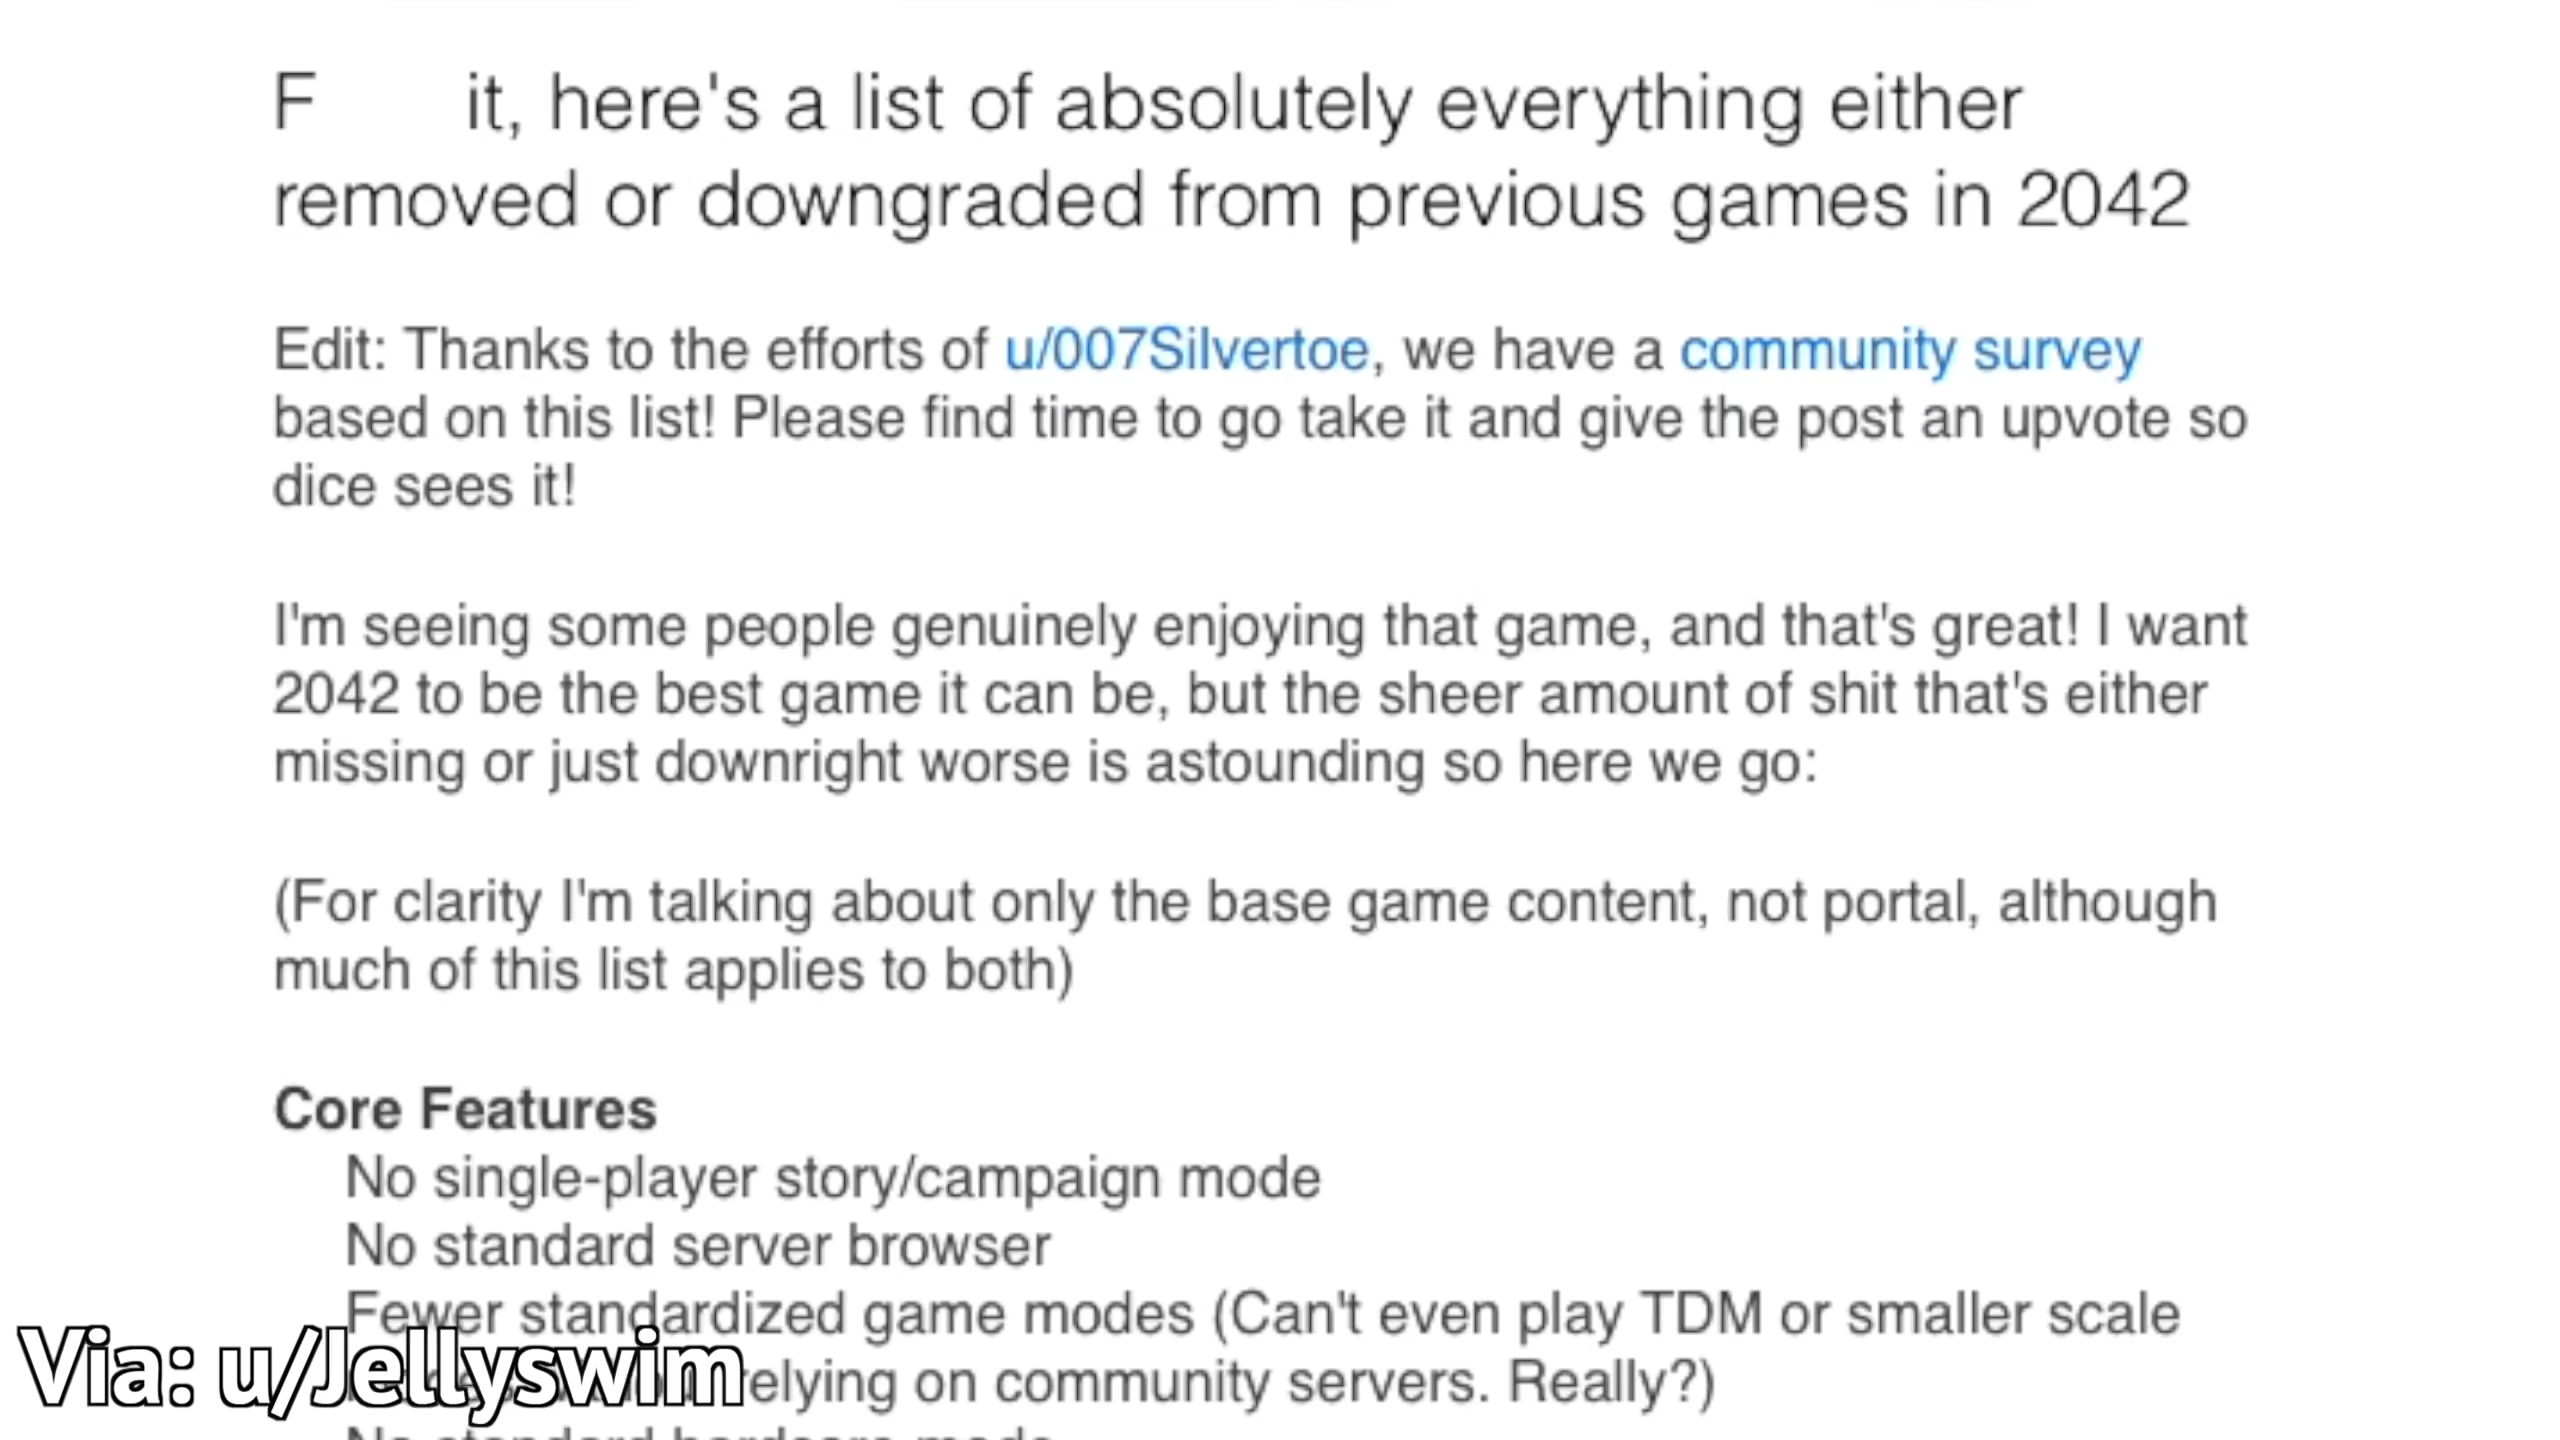 F it, here's a list of absolutely everything either
removed or downgraded from previous games in 2042
Edit: Thanks to the efforts of u/007Silvertoe, we have a community survey
based on this list! Please find time to go take it and give the post an upvote so
dice sees it!
I'm seeing some people genuinely enjoying that game, and that's great! I want
2042 to be the best game it can be, but the sheer amount of shit that's either
missing or just downright worse is astounding so here we go:
(For clarity I'm talking about only the base game content, not portal, although
much of this list applies to both)
Core Features
No single-player story/campaign mode
No standard server browser
Fewer standardized game modes (Can't even play TDM or smaller scale
relying on community servers. Really?)
No standard hardcore mode
Via: u/Jellyswim